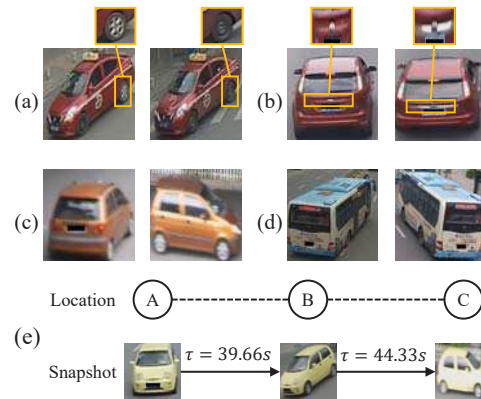 (a)
(b)
(c)
(d)
Location
A
B
C
(e)
τ = 39.66s
τ = 44.33s
Snapshot